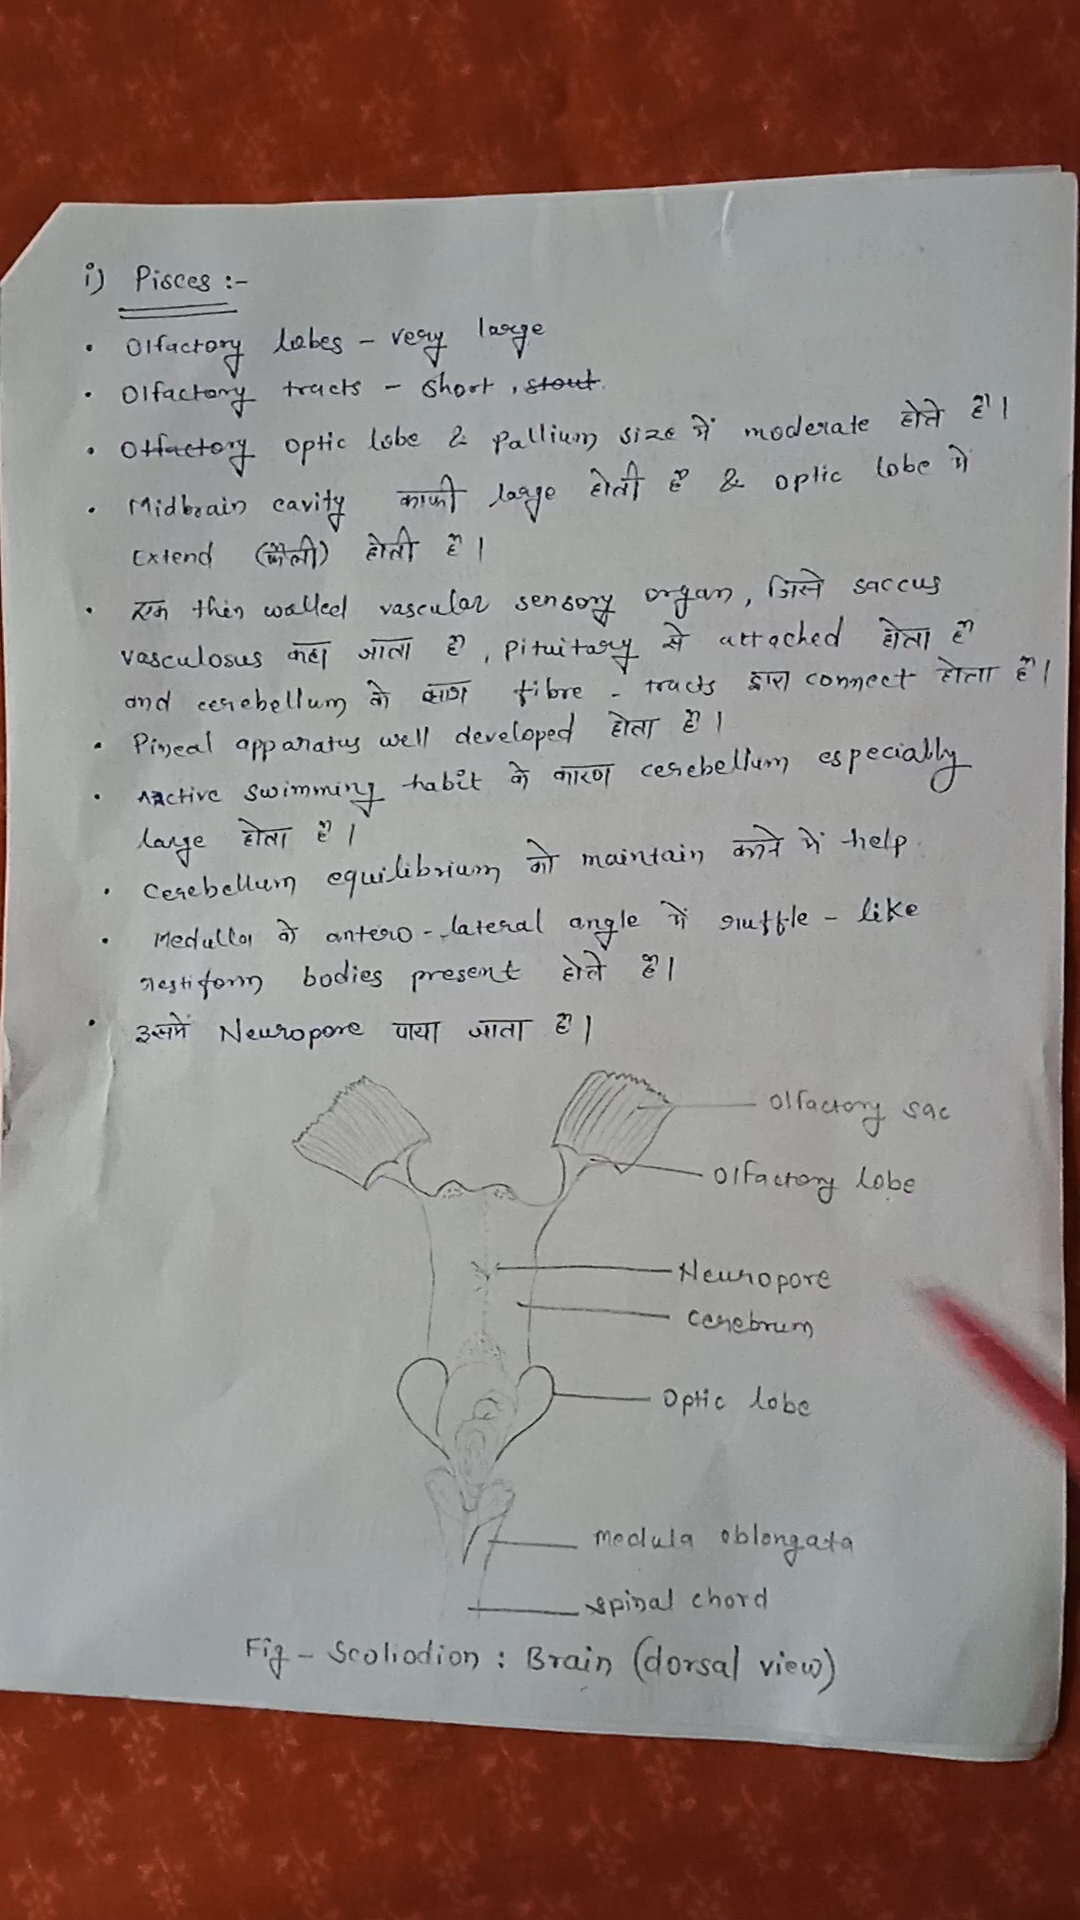 i) Pisces :-
• Olfactory lobes - very large
• Olfactory tracts - short, stout.
• Olfactory optic lobe & pallium size में moderate होते हैं।
• Midbrain cavity काफी large होती है & optic lobe में
Extend (फैली) होती है।
• एक thin walled vascular sensory organ, जिसे saccus
vasculosus कहा जाता है, pituitary से attached होता है
and cerebellum के साथ fibre - tracts द्वारा connect होता है।
• Pineal apparatus well developed होता है।
• Active swimming habit के कारण cerebellum especially
large होता है।
• Cerebellum equilibrium को maintain करने में help.
• Medulla के antero-lateral angle में ruffle-like
restiform bodies present होते हैं।
• इसमें Neuropore पाया जाता है।
Olfactory sac
Olfactory lobe
Neuropore
Cerebrum
Optic lobe
medula oblongata
spinal chord
Fig - Scoliodion : Brain (dorsal view)